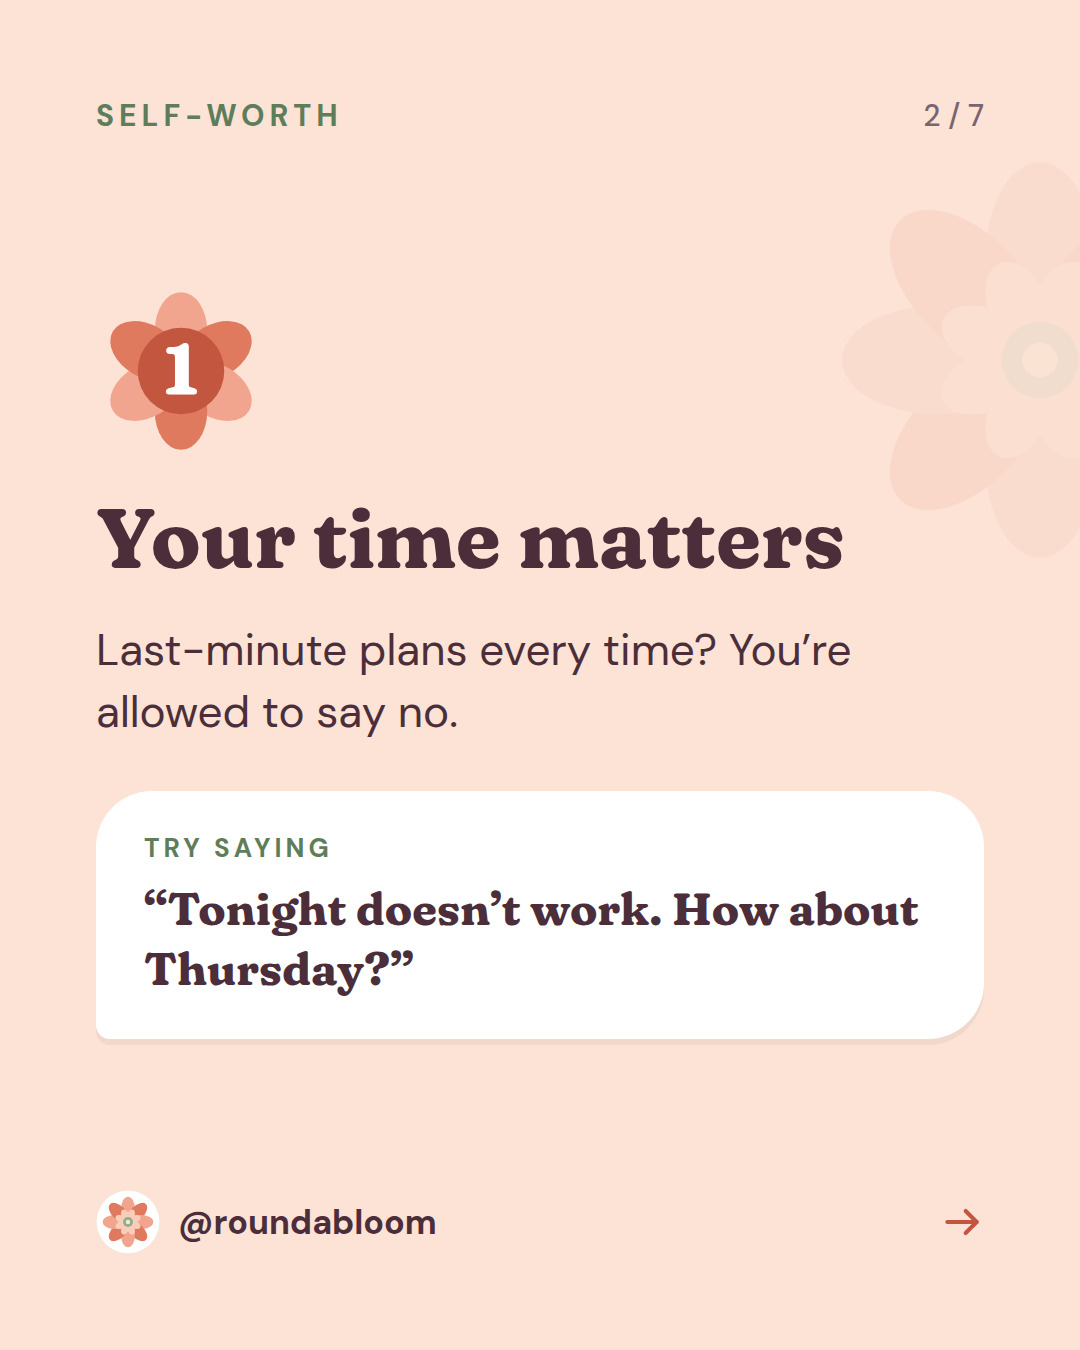 SELF-WORTH
2 / 7
1
Your time matters
Last-minute plans every time? You’re
allowed to say no.
TRY SAYING
“Tonight doesn’t work. How about
Thursday?”
@roundabloom